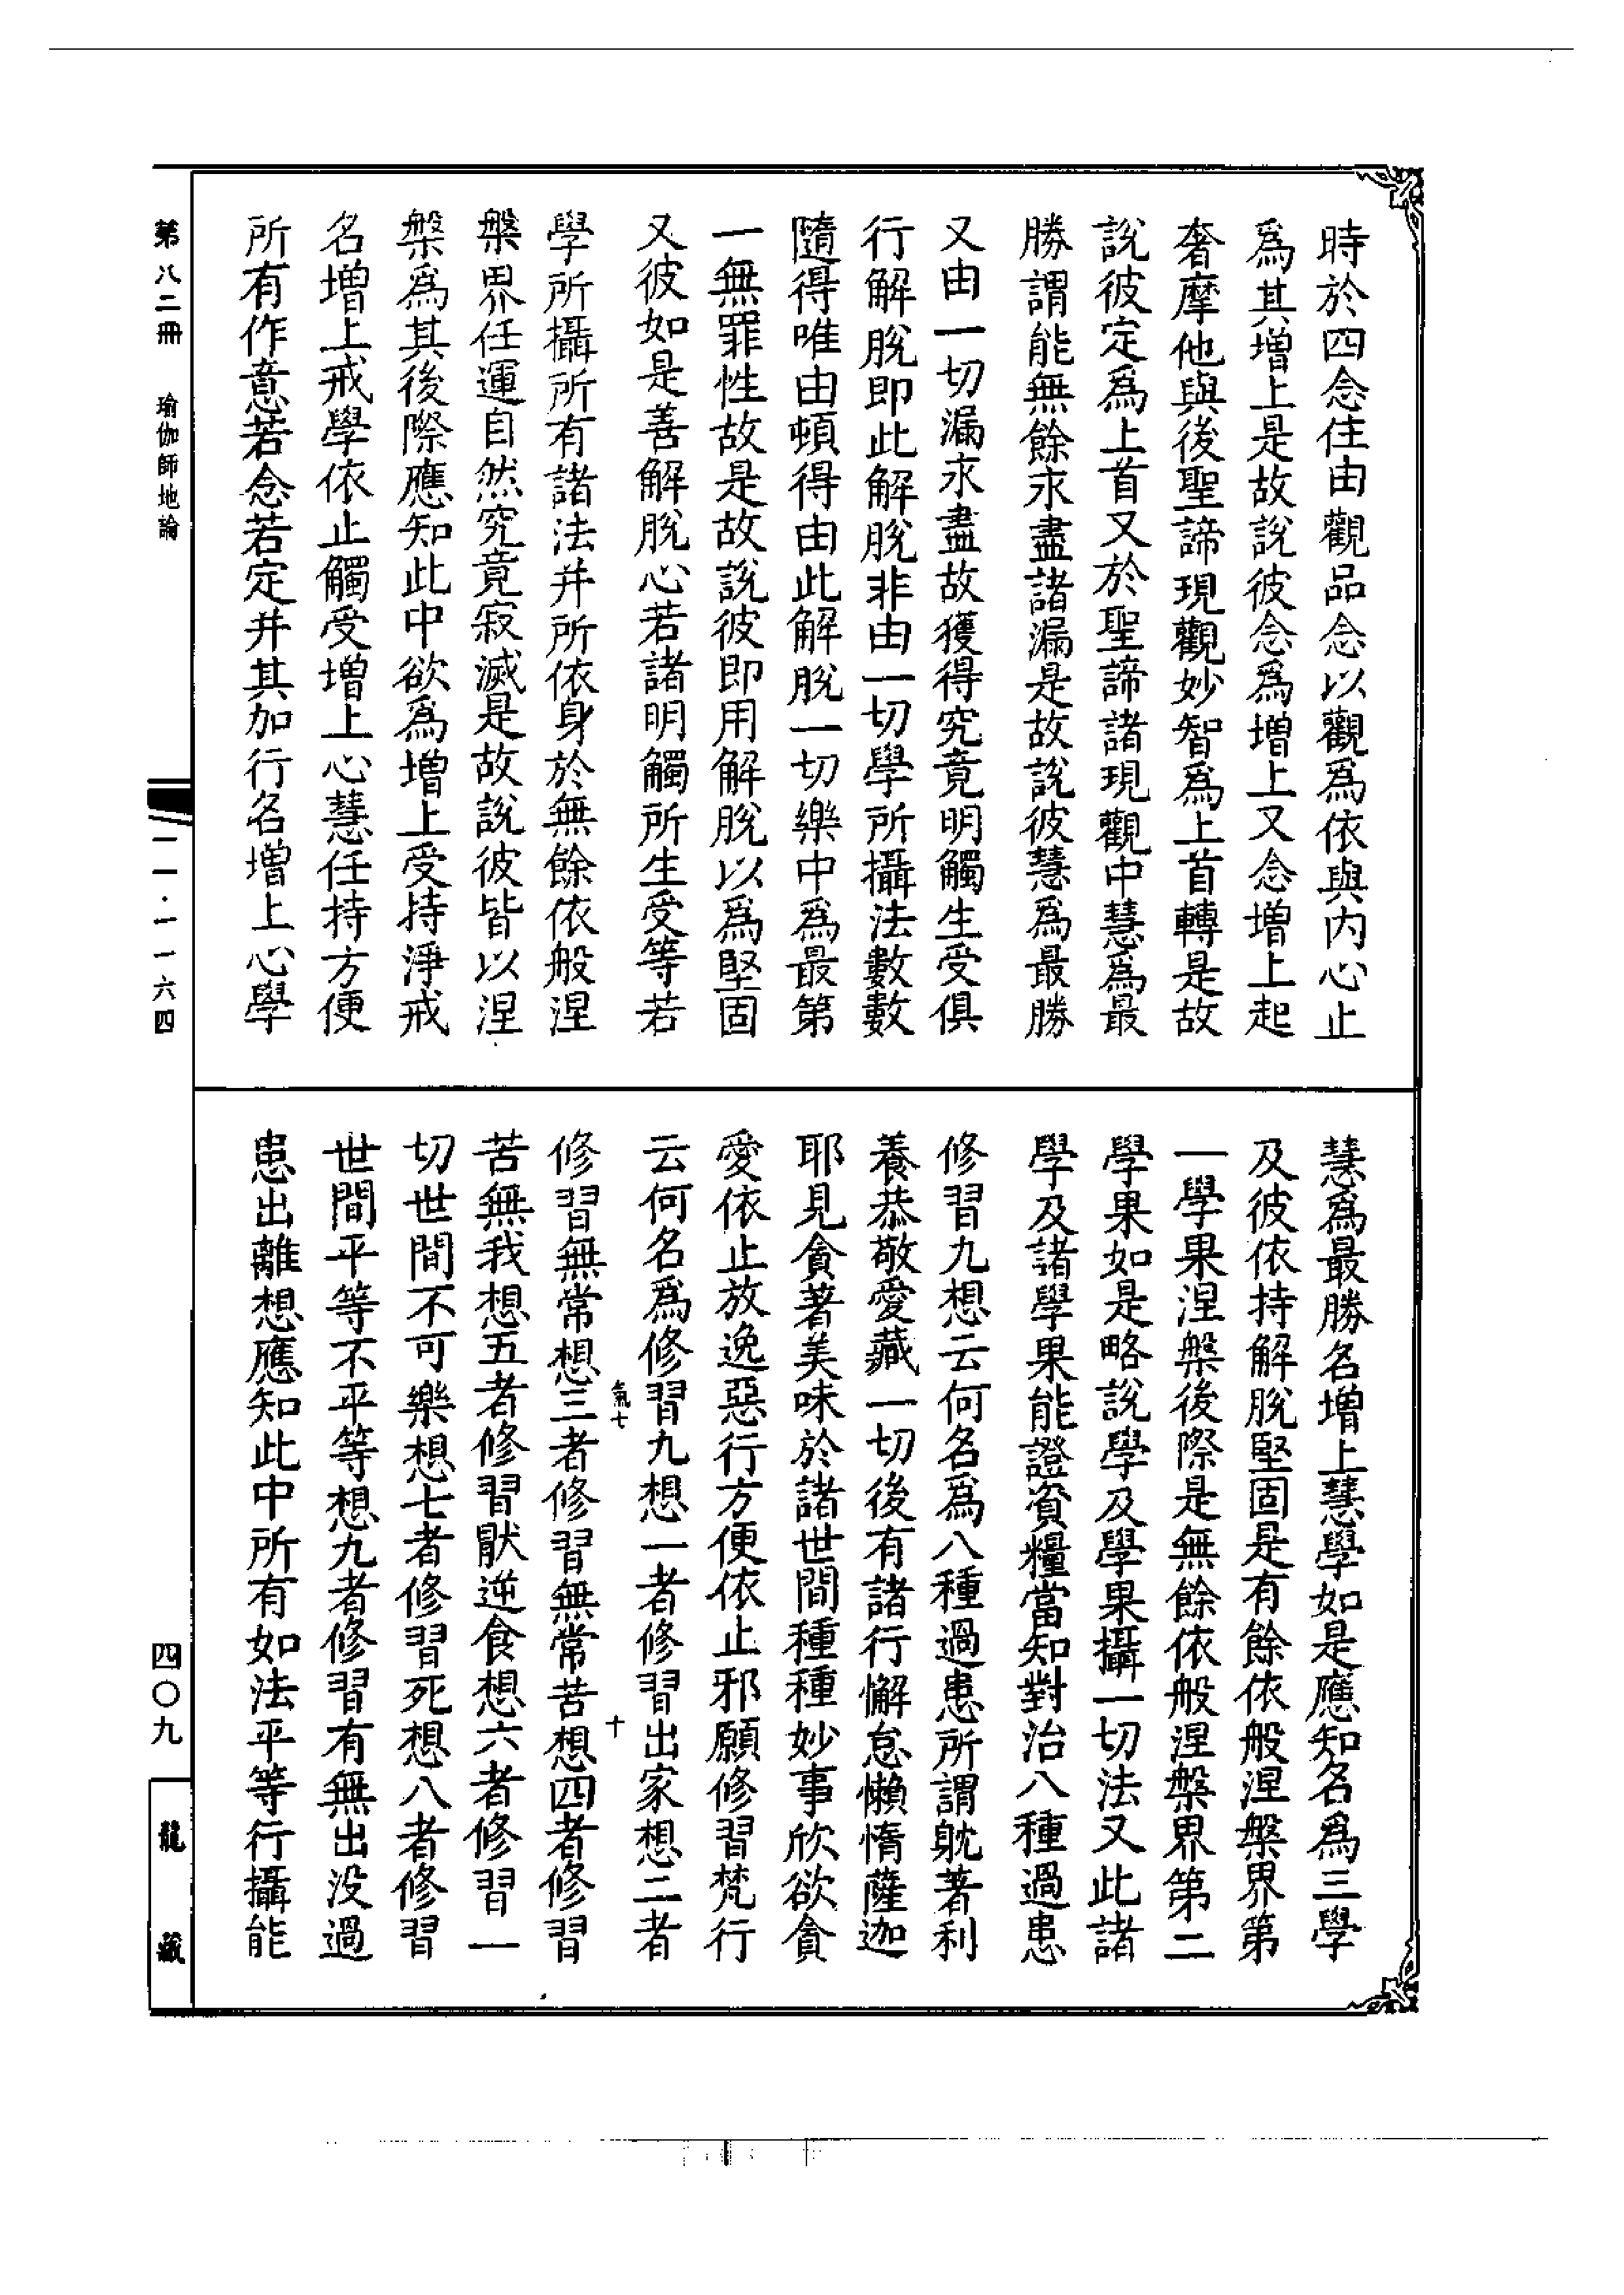 時於四念住由觀品念以觀爲依與内心止
爲其增上是故說彼念爲增上又念增上起
奢摩他與後聖諦現觀妙智爲上首轉是故
說彼定爲上首又於聖諦諸現觀中慧爲最
勝謂能無餘永盡諸漏是故說彼慧爲最勝
又由一切漏永盡故獲得究竟明觸生受俱
行解脫即此解脫非由一切學所攝法數數
隨得唯由頓得由此解脫一切樂中爲最第
一無罪性故是故說彼即用解脫以爲堅固
又彼如是善解脫心若諸明觸所生受等若
學所攝所有諸法并所依身於無餘依般涅
槃界任運自然究竟寂滅是故說彼皆以涅
槃爲其後際應知此中欲爲增上受持淨戒
名增上戒學依止觸受增上心慧任持方便
所有作意若念若定并其加行名增上心學
慧爲最勝名增上慧學如是應知名爲三學
及彼依持解脫堅固是有餘依般涅槃界第
一學果涅槃後際是無餘依般涅槃界第二
學果如是略說學及學果攝一切法又此諸
學及諸學果能證資糧當知對治八種過患
修習九想云何名爲八種過患所謂躭著利
養恭敬愛藏一切後有諸行懈怠懶惰薩迦
耶見貪著美味於諸世間種種妙事欣欲貪
愛依止放逸惡行方便依止邪願修習梵行
云何名爲修習九想一者修習出家想二者
氣七
十
修習無常想三者修習無常苦想四者修習
苦無我想五者修習猒逆食想六者修習一
切世間不可樂想七者修習死想八者修習
世間平等不平等想九者修習有無出没過
患出離想應知此中所有如法平等行攝能
第八二冊
瑜伽師地論
二一·一一六四
四〇九
龍藏